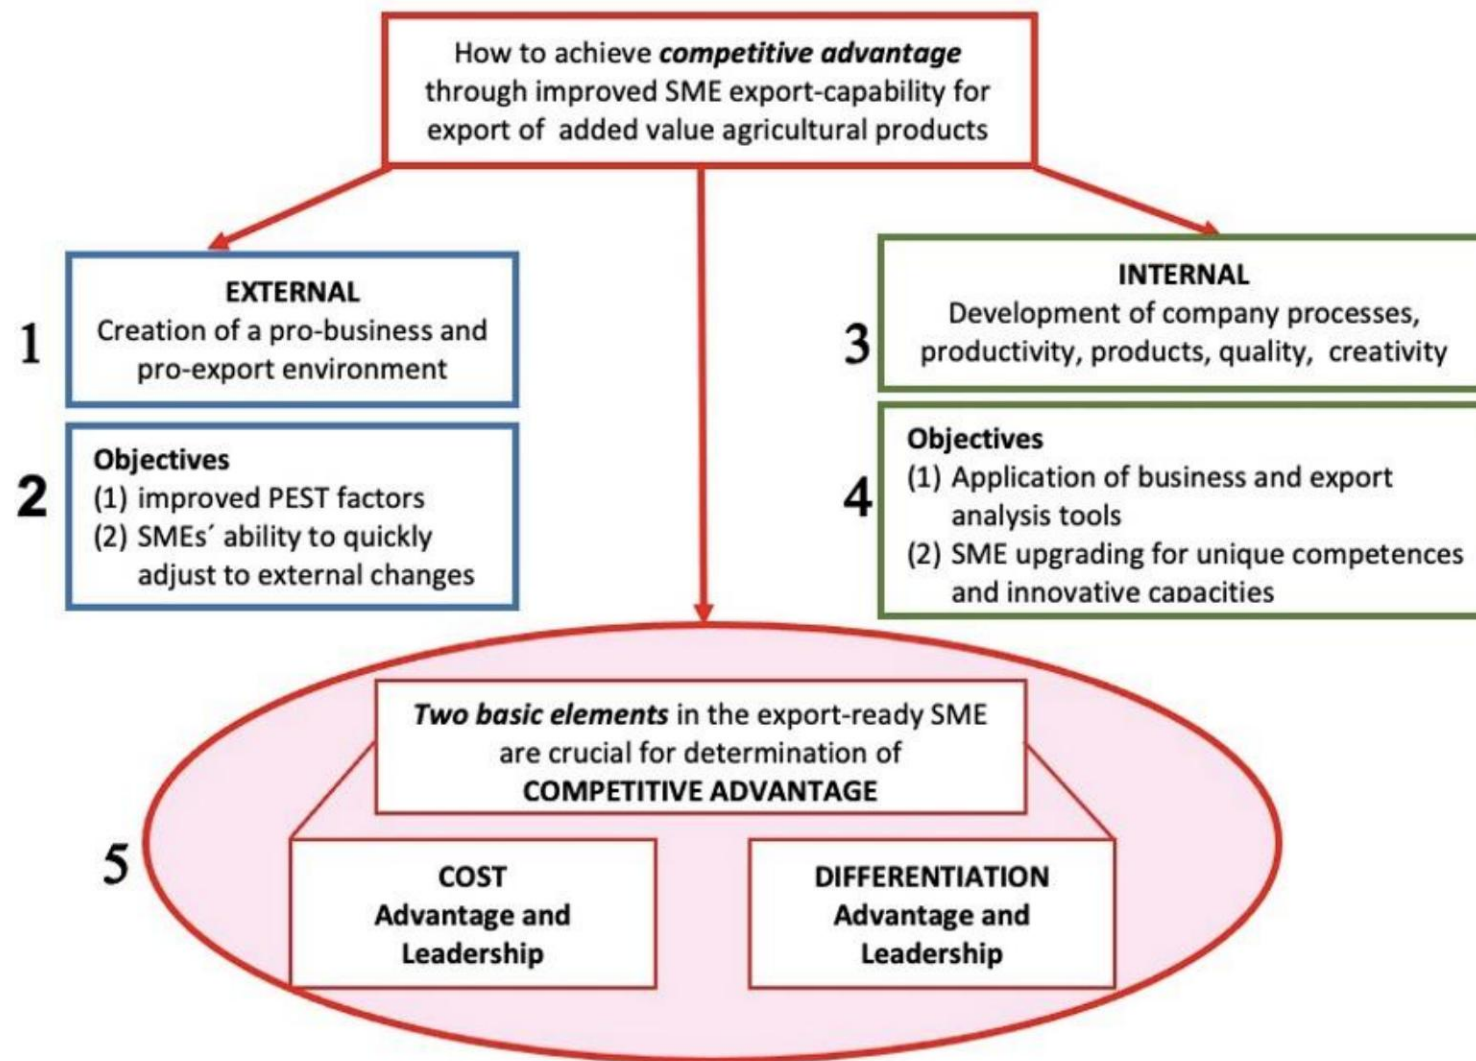 How to achieve competitive advantage
through improved SME export-capability for
export of added value agricultural products
1
EXTERNAL
Creation of a pro-business and
pro-export environment
2
Objectives
(1) improved PEST factors
(2) SMEs´ ability to quickly
adjust to external changes
3
INTERNAL
Development of company processes,
productivity, products, quality, creativity
4
Objectives
(1) Application of business and export
analysis tools
(2) SME upgrading for unique competences
and innovative capacities
5
Two basic elements in the export-ready SME
are crucial for determination of
COMPETITIVE ADVANTAGE
COST
Advantage and
Leadership
DIFFERENTIATION
Advantage and
Leadership